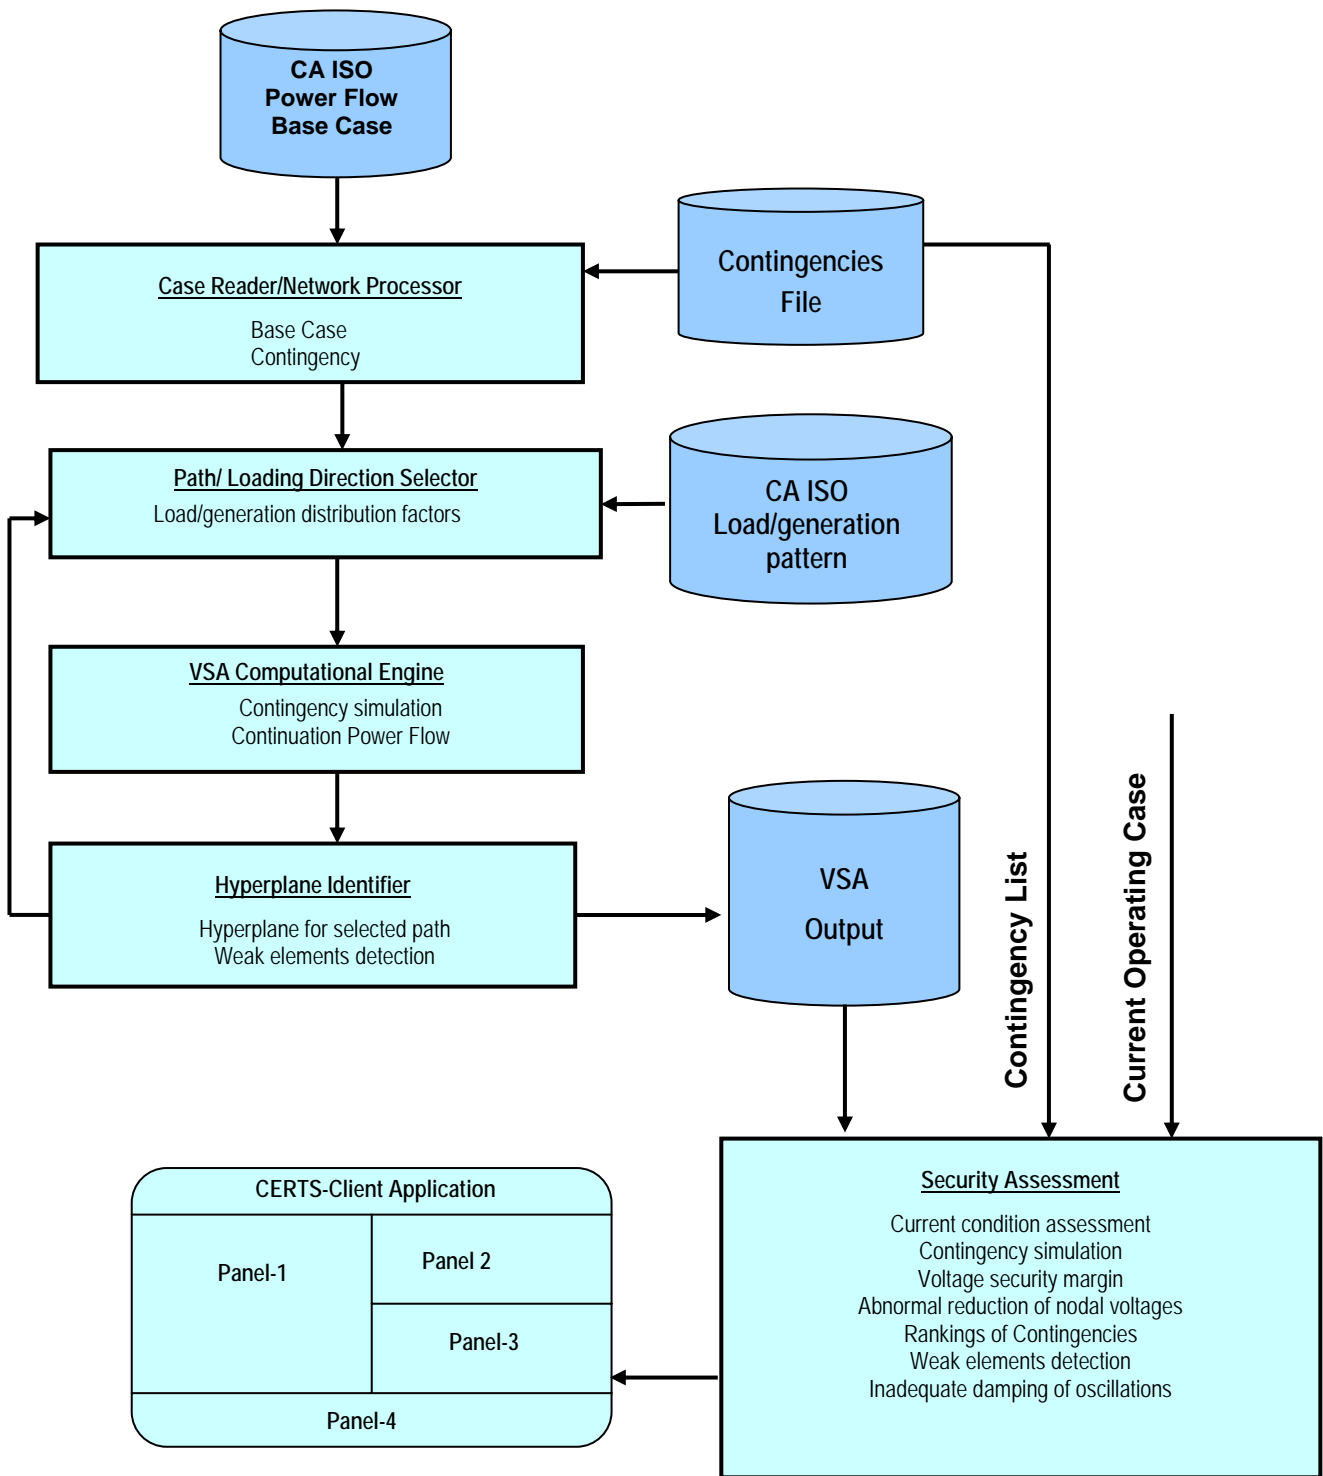 CA ISO
Power Flow
Base Case
Contingencies
File
Case Reader/Network Processor
Base Case
Contingency
Path/ Loading Direction Selector
Load/generation distribution factors
CA ISO
Load/generation
pattern
VSA Computational Engine
Contingency simulation
Continuation Power Flow
Hyperplane Identifier
Hyperplane for selected path
Weak elements detection
VSA
Output
Contingency List
Current Operating Case
Security Assessment
Current condition assessment
Contingency simulation
Voltage security margin
Abnormal reduction of nodal voltages
Rankings of Contingencies
Weak elements detection
Inadequate damping of oscillations
CERTS-Client Application
Panel-1
Panel 2
Panel-3
Panel-4